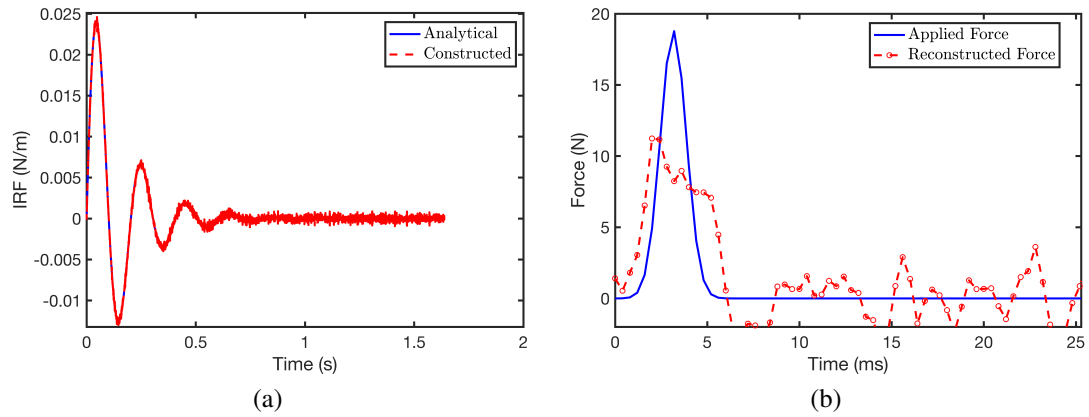 0.025
0.02
0.015
0.01
0.005
0
-0.005
-0.01
IRF (N/m)
Analytical
Constructed
0
0.5
1
1.5
2
Time (s)
(a)
20
15
10
5
0
Force (N)
Applied Force
Reconstructed Force
0
5
10
15
20
25
Time (ms)
(b)